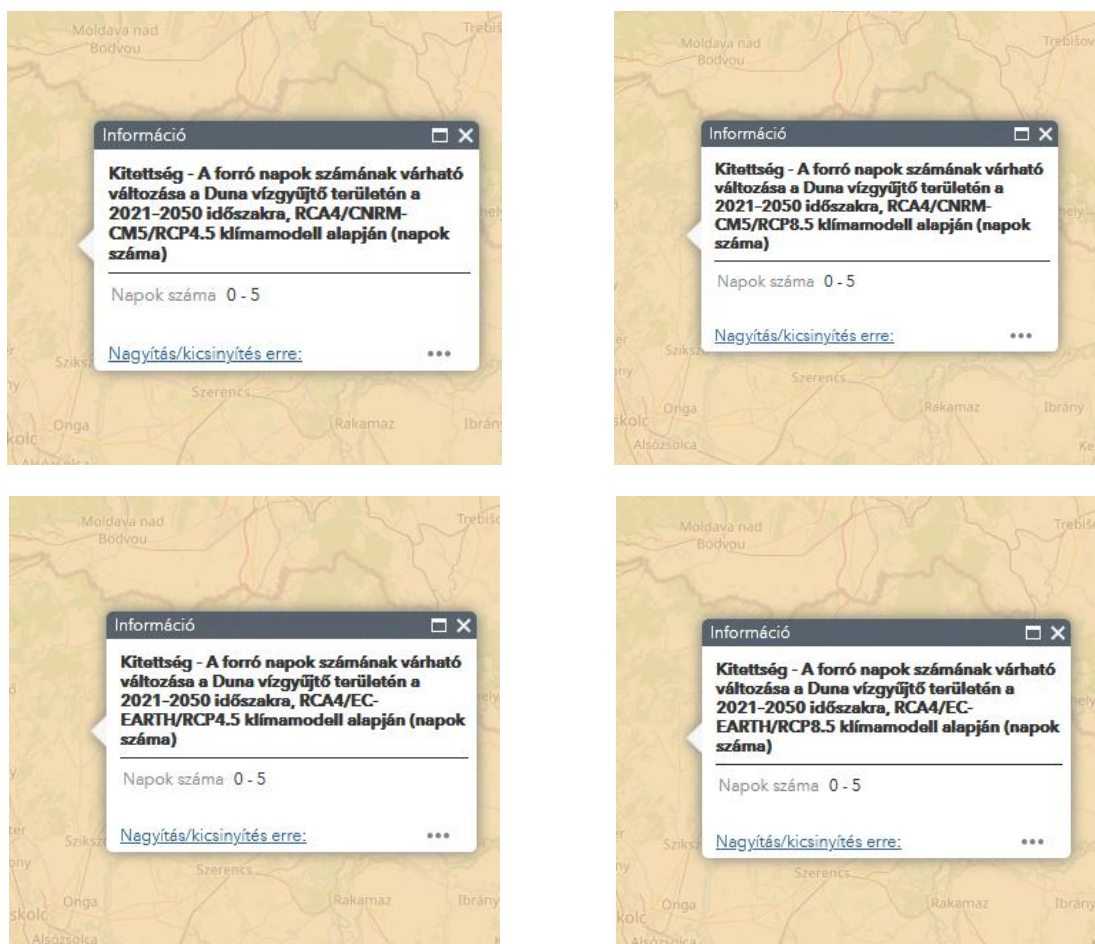 Moldava nad
Bodvou
Információ
Kitettség - A forró napok számának várható
változása a Duna vízgyűjtő területén a
2021-2050 időszakra, RCA4/CNRM-
CM5/RCP4.5 klímamodell alapján (napok
száma)
Napok száma 0 - 5
Nagyítás/kicsinyítés erre:
Szerencs
Onga
Rakamaz
Moldava nad
Bodvou
Trebišov
Információ
Kitettség - A forró napok számának várható
változása a Duna vízgyűjtő területén a
2021-2050 időszakra, RCA4/CNRM-
CM5/RCP8.5 klímamodell alapján (napok
száma)
Napok száma 0 - 5
Nagyítás/kicsinyítés erre:
Szerencs
Onga
Rakamaz
Ibrány
Alsózsolca
Moldava nad
Bodvou
Információ
Kitettség - A forró napok számának várható
változása a Duna vízgyűjtő területén a
2021-2050 időszakra, RCA4/EC-
EARTH/RCP4.5 klímamodell alapján (napok
száma)
Napok száma 0 - 5
Nagyítás/kicsinyítés erre:
Szerencs
Onga
Rakamaz
Ibrány
Alsózsolca
Moldava nad
Bodvou
Információ
Kitettség - A forró napok számának várható
változása a Duna vízgyűjtő területén a
2021-2050 időszakra, RCA4/EC-
EARTH/RCP8.5 klímamodell alapján (napok
száma)
Napok száma 0 - 5
Nagyítás/kicsinyítés erre:
Szerencs
Onga
Rakamaz
Ibrány